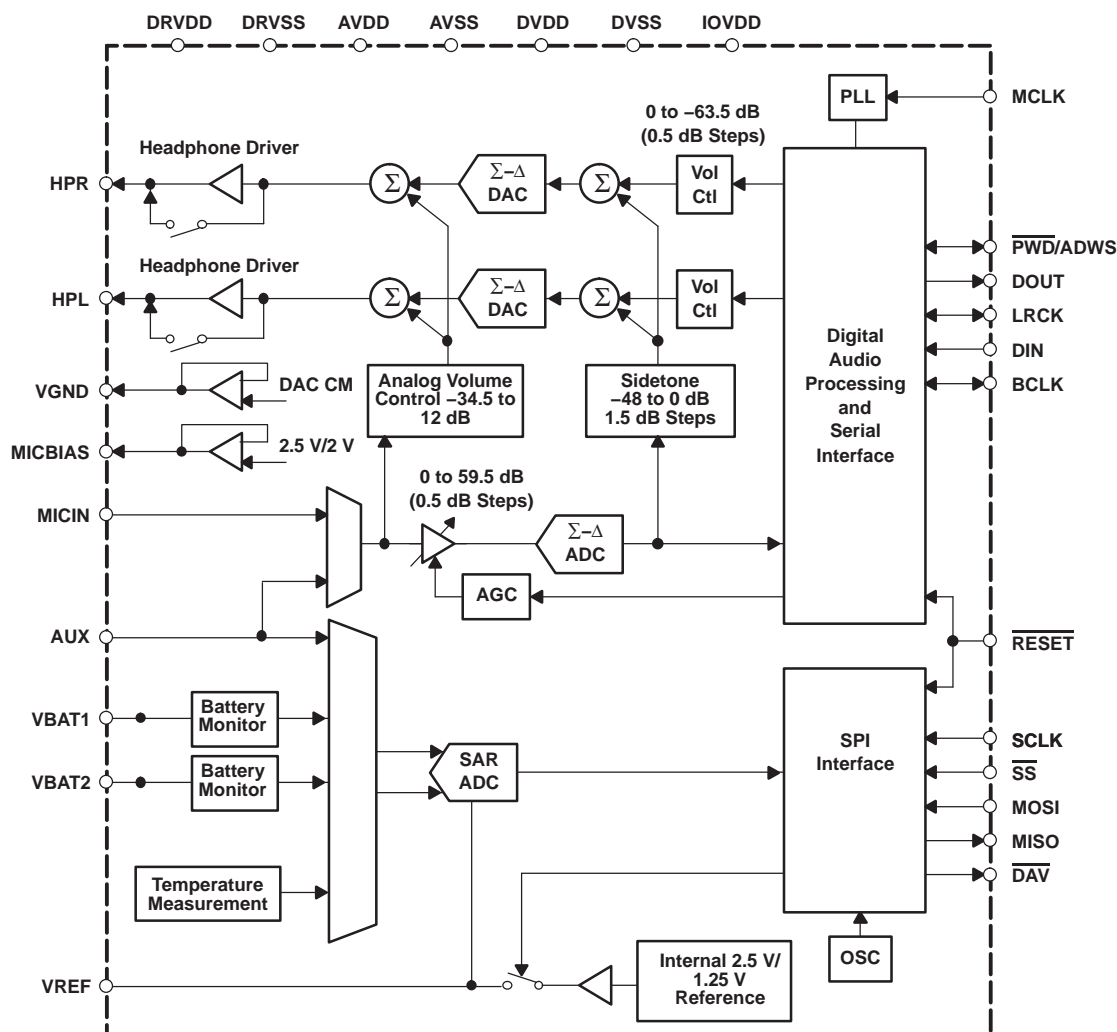 DRVDD DRVSS AVDD AVSS DVDD DVSS IOVDD
PLL
MCLK
0 to −63.5 dB
(0.5 dB Steps)
Headphone Driver
HPR
Σ
Σ−Δ
DAC
Σ
Vol
Ctl
PWD/ADWS
DOUT
LRCK
DIN
BCLK
Headphone Driver
HPL
Σ
Σ−Δ
DAC
Σ
Vol
Ctl
Digital
Audio
Processing
and
Serial
Interface
VGND
DAC CM
Analog Volume
Control −34.5 to
12 dB
Sidetone
−48 to 0 dB
1.5 dB Steps
MICBIAS
2.5 V/2 V
0 to 59.5 dB
(0.5 dB Steps)
MICIN
Σ−Δ
ADC
AGC
AUX
RESET
VBAT1
Battery
Monitor
VBAT2
Battery
Monitor
SAR
ADC
SPI
Interface
SCLK
SS
MOSI
MISO
DAV
Temperature
Measurement
OSC
VREF
Internal 2.5 V/
1.25 V
Reference